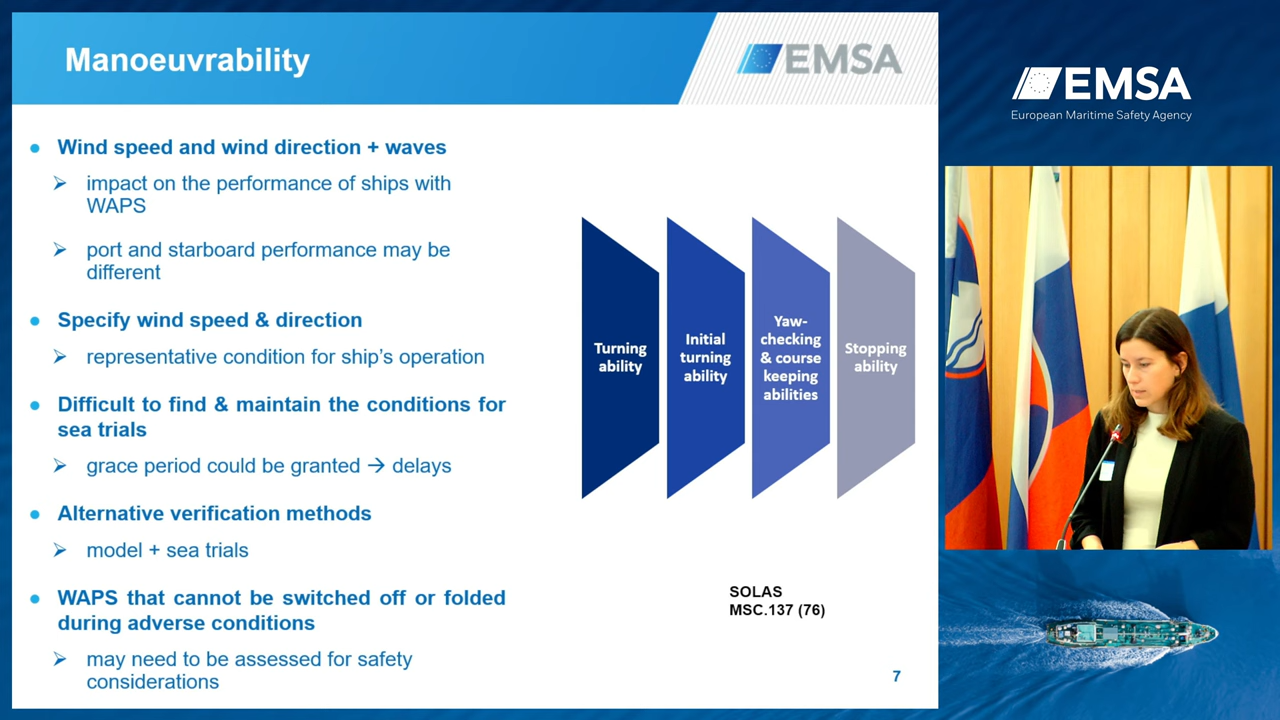 Manoeuvrability
EMSA
EMSA
European Maritime Safety Agency
Wind speed and wind direction + waves
impact on the performance of ships with
WAPS
port and starboard performance may be
different
Specify wind speed & direction
representative condition for ship's operation
Difficult to find & maintain the conditions for
sea trials
grace period could be granted → delays
Alternative verification methods
model + sea trials
WAPS that cannot be switched off or folded
during adverse conditions
may need to be assessed for safety
considerations
Turning
ability
Initial
turning
ability
Yaw-
checking
& course
keeping
abilities
Stopping
ability
SOLAS
MSC.137 (76)
7